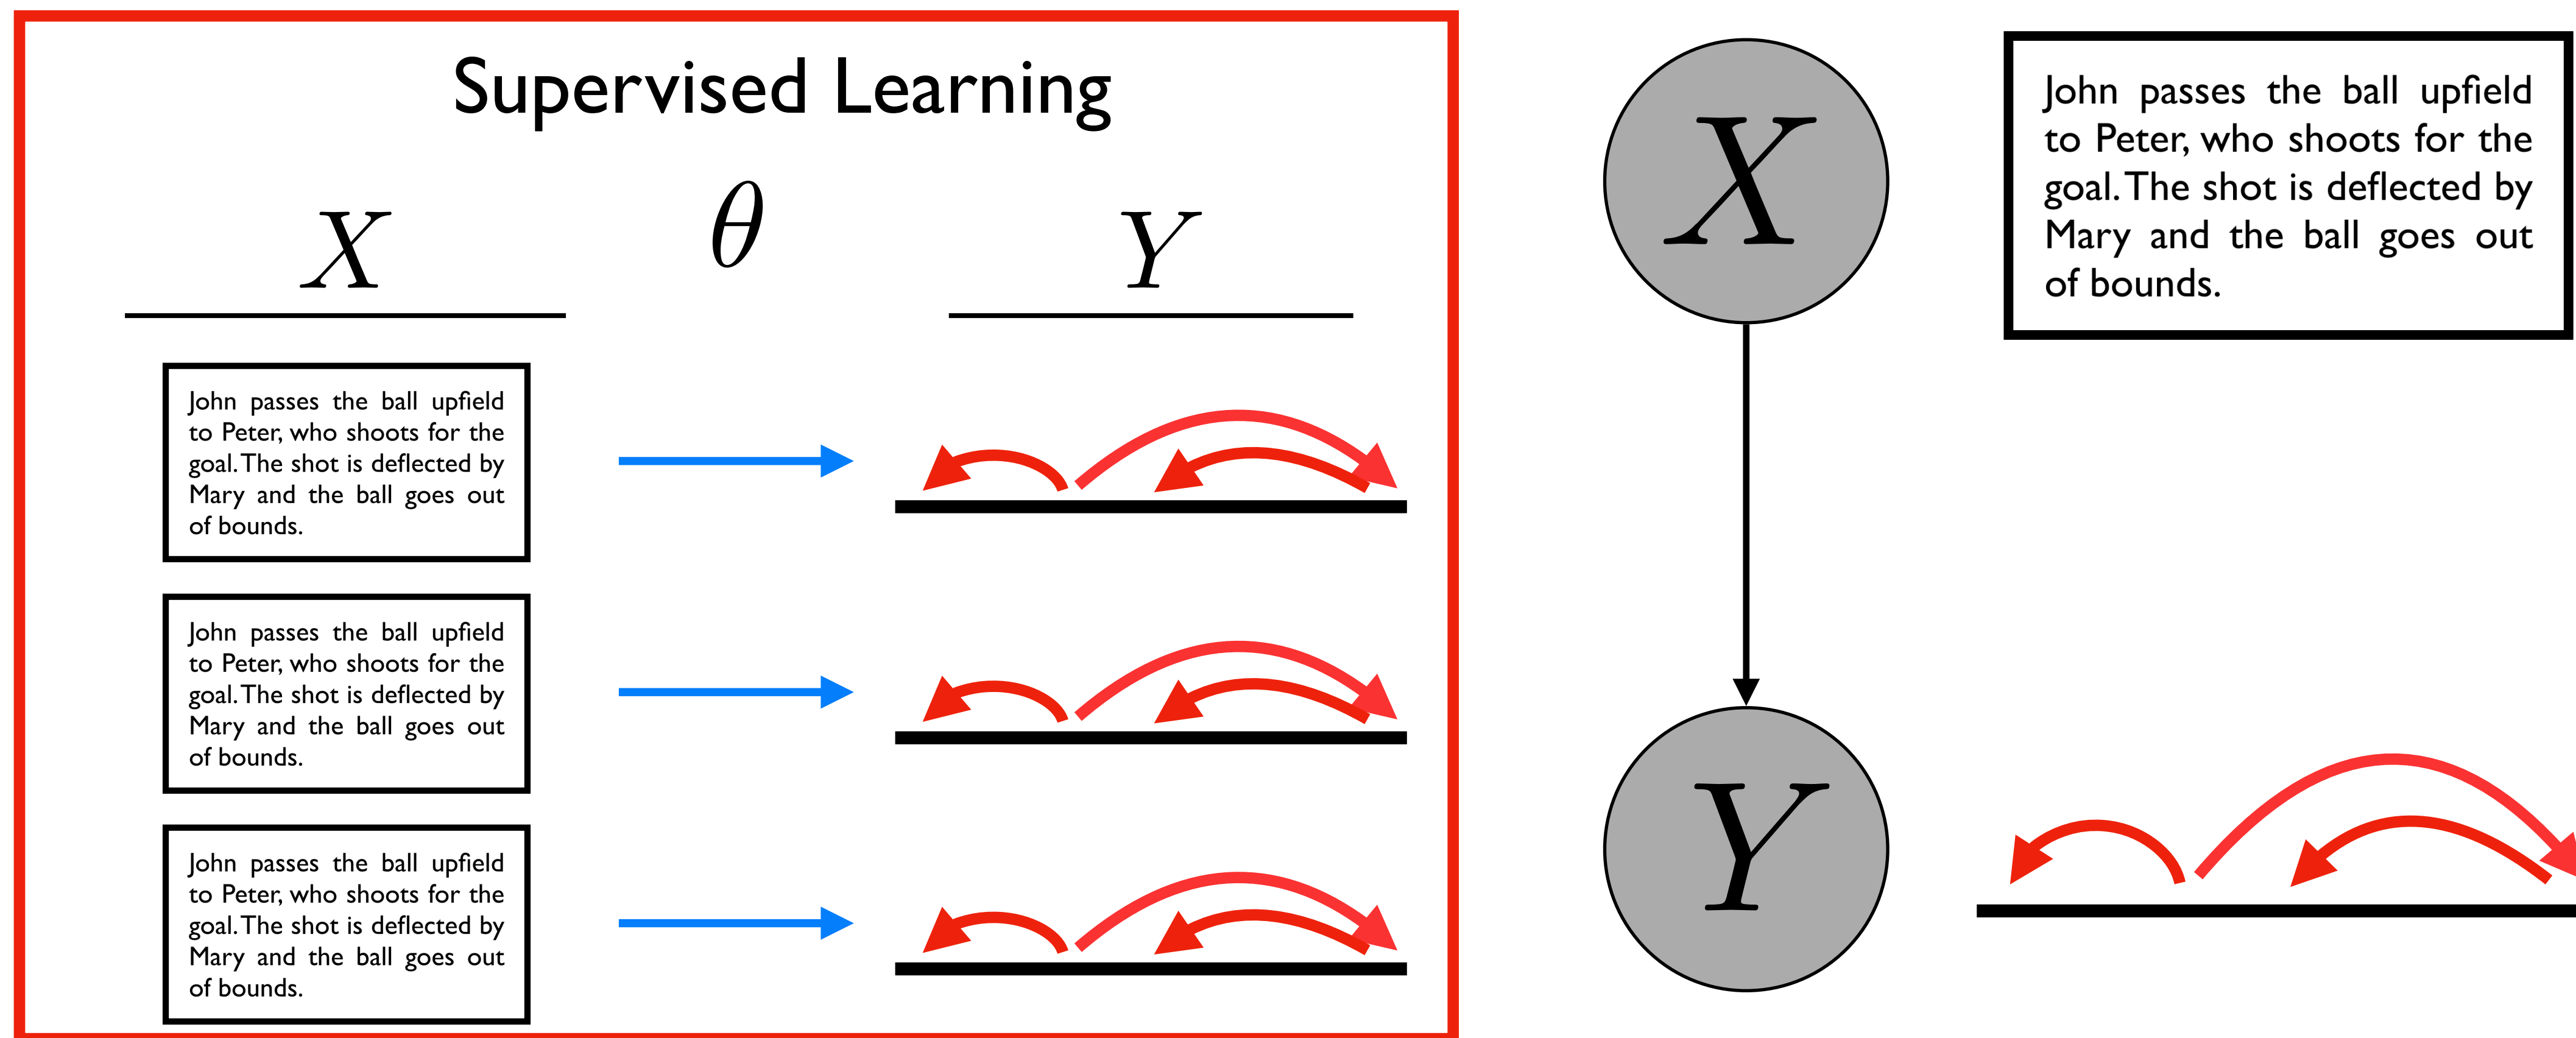 Supervised Learning
X
θ
Y
John passes the ball upfield
to Peter, who shoots for the
goal. The shot is deflected by
Mary and the ball goes out
of bounds.
John passes the ball upfield
to Peter, who shoots for the
goal. The shot is deflected by
Mary and the ball goes out
of bounds.
John passes the ball upfield
to Peter, who shoots for the
goal. The shot is deflected by
Mary and the ball goes out
of bounds.
X
John passes the ball upfield
to Peter, who shoots for the
goal. The shot is deflected by
Mary and the ball goes out
of bounds.
Y